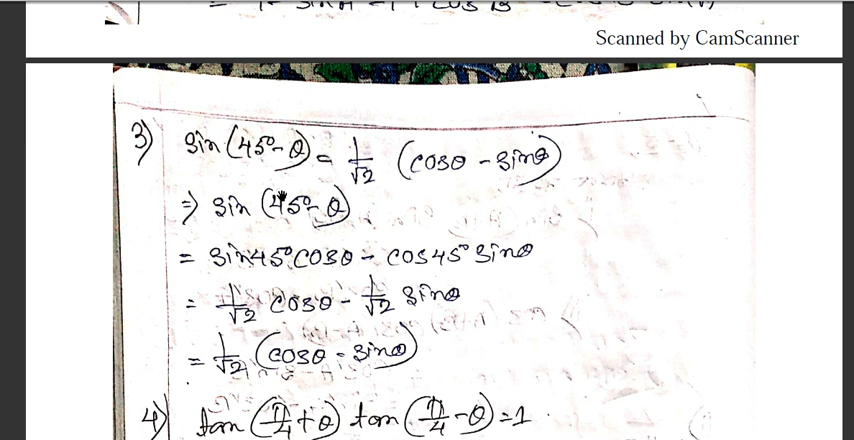 Scanned by CamScanner
3) sin (45° - θ) = 1/√2 (cosθ - sinθ)
⇒ sin (45° - θ)
= sin45° cosθ - cos45° sinθ
= 1/√2 cosθ - 1/√2 sinθ
= 1/√2 (cosθ - sinθ)
4) tan (π/4 + θ) tan (π/4 - θ) = 1